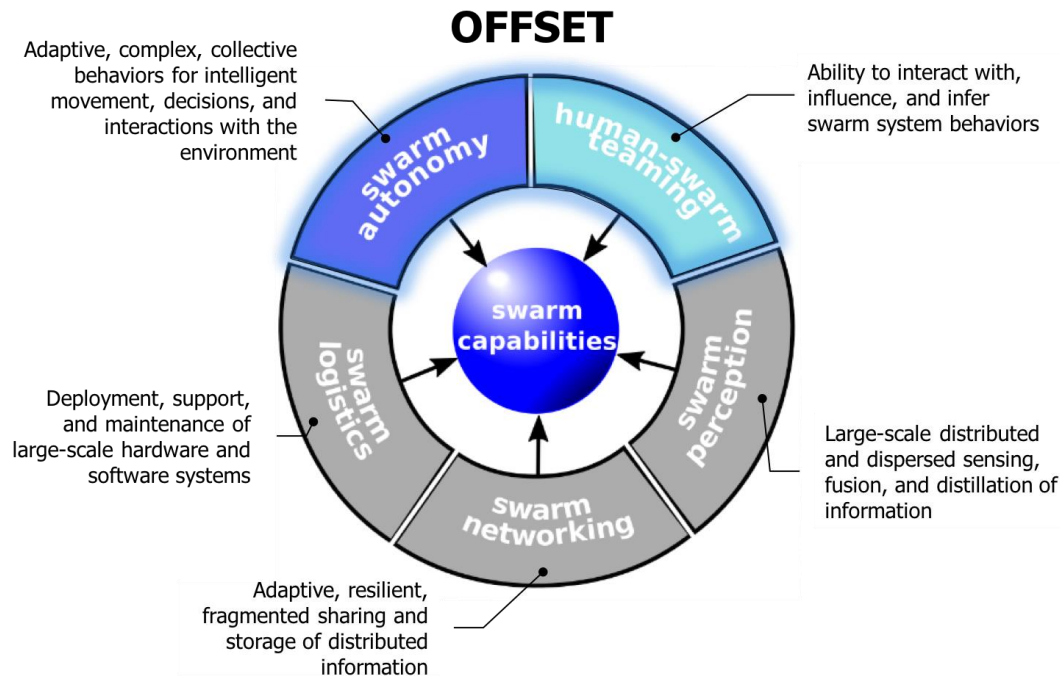 OFFSET
Adaptive, complex, collective
behaviors for intelligent
movement, decisions, and
interactions with the
environment
Ability to interact with,
influence, and infer
swarm system behaviors
swarm
autonomy
human-swarm
teaming
swarm
capabilities
swarm
logistics
swarm
perception
swarm
networking
Deployment, support,
and maintenance of
large-scale hardware and
software systems
Large-scale distributed
and dispersed sensing,
fusion, and distillation of
information
Adaptive, resilient,
fragmented sharing and
storage of distributed
information